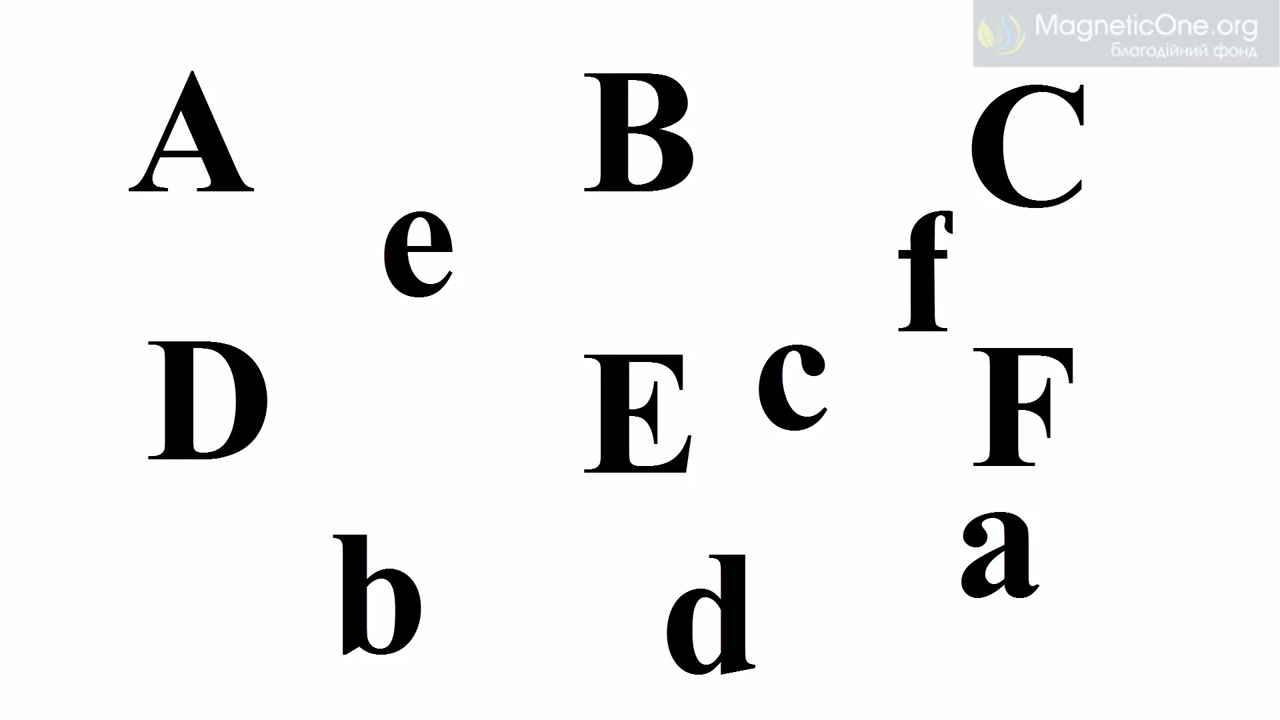 MagneticOne.org
благодійний фонд
A B C
e f
D E c F
b d a